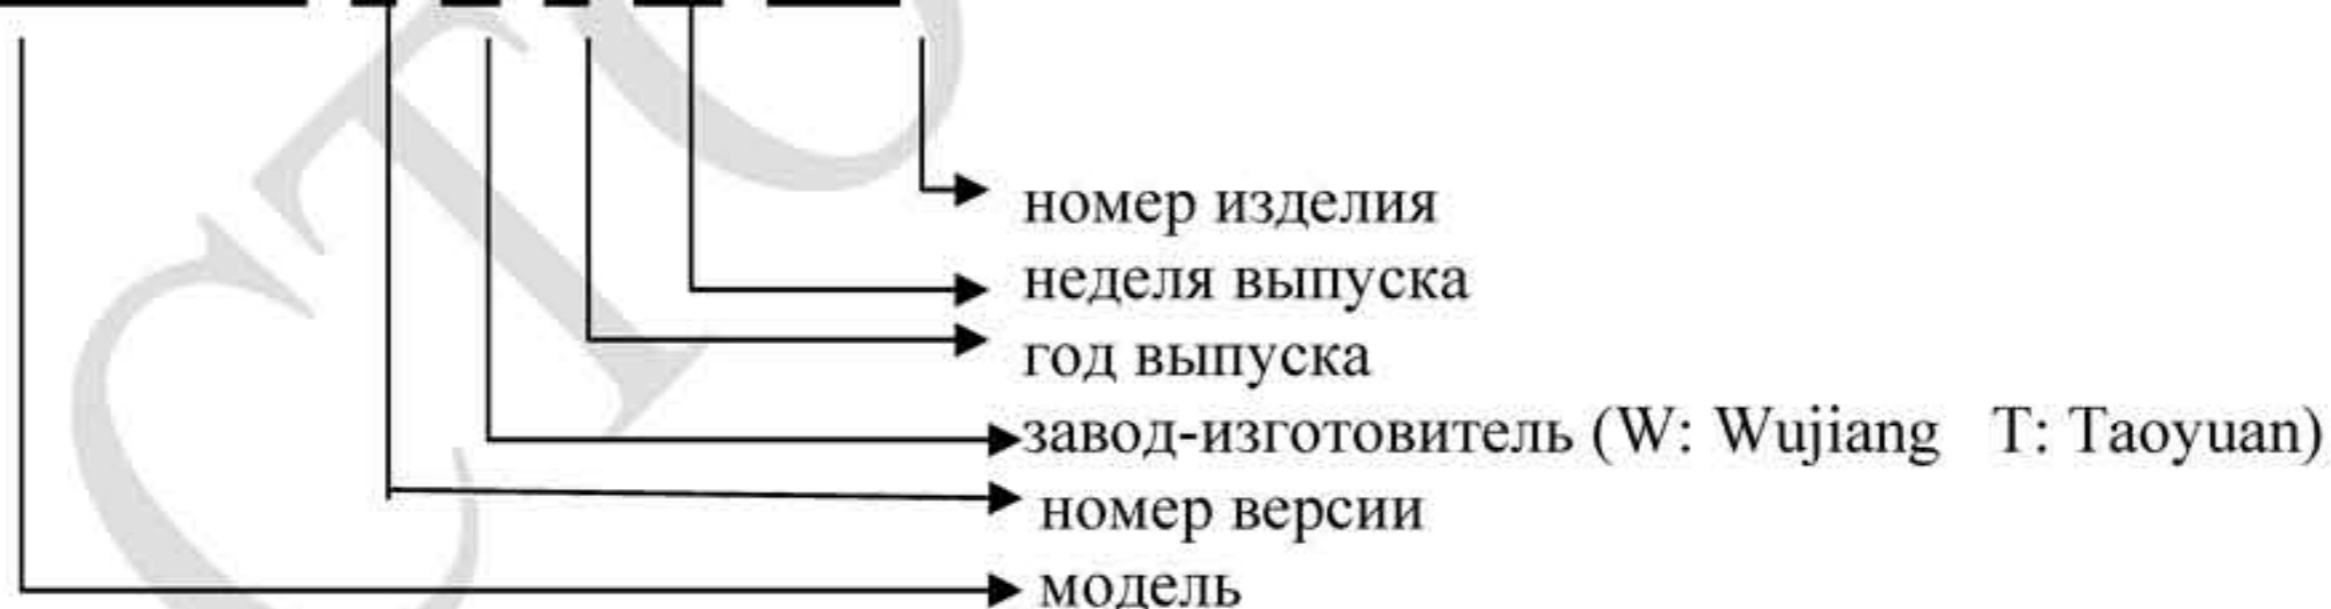 номер изделия
неделя выпуска
год выпуска
завод-изготовитель (W: Wujiang T: Taoyuan)
номер версии
модель